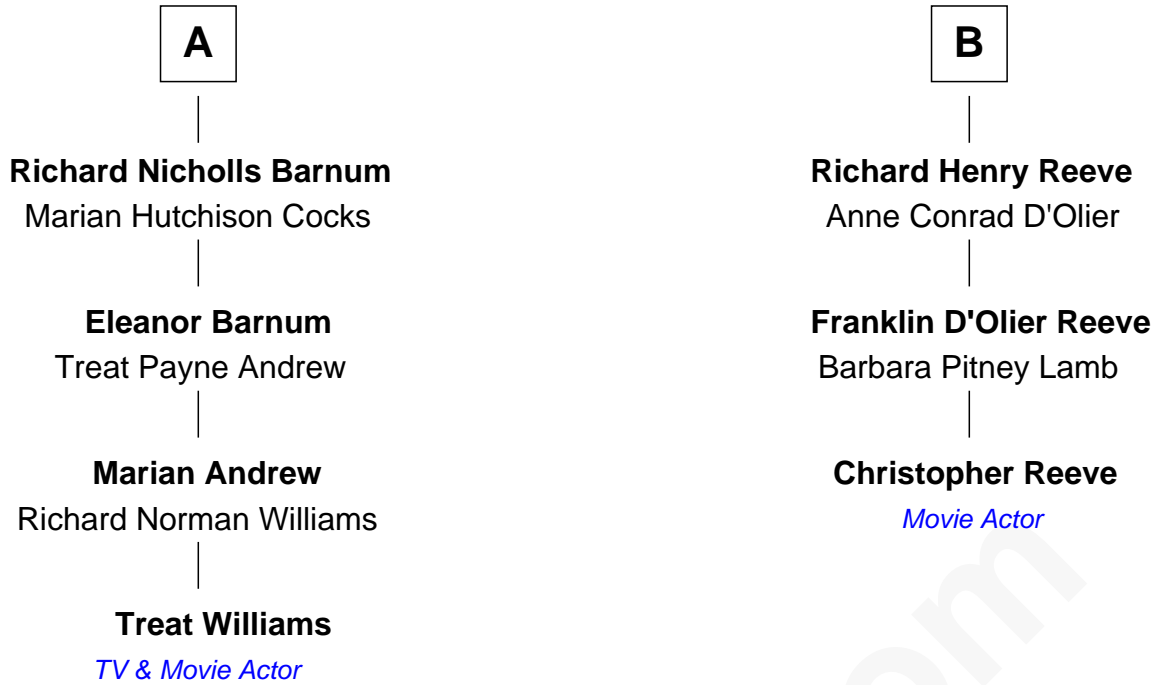 A
Richard Nicholls Barnum
Marian Hutchison Cocks
Eleanor Barnum
Treat Payne Andrew
Marian Andrew
Richard Norman Williams
Treat Williams
TV & Movie Actor
B
Richard Henry Reeve
Anne Conrad D'Olier
Franklin D'Olier Reeve
Barbara Pitney Lamb
Christopher Reeve
Movie Actor
om